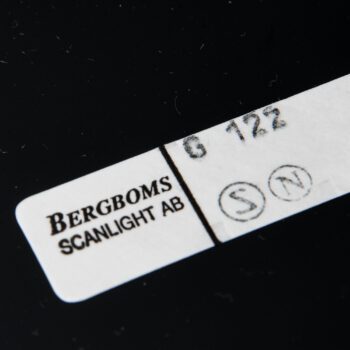 BERGBOMS
SCANLIGHT AB
G 122
S N